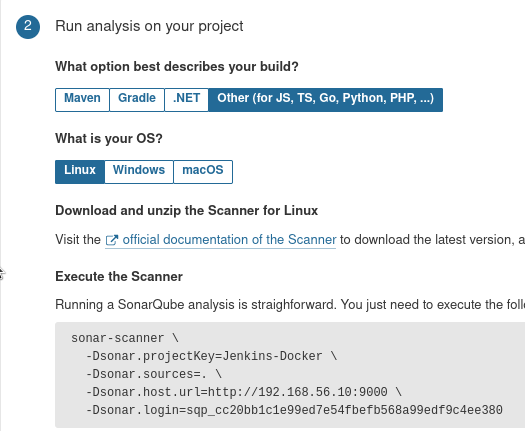 2 Run analysis on your project
What option best describes your build?
Maven Gradle .NET Other (for JS, TS, Go, Python, PHP, ...)
What is your OS?
Linux Windows macOS
Download and unzip the Scanner for Linux
Visit the official documentation of the Scanner to download the latest version, a
Execute the Scanner
Running a SonarQube analysis is straighforward. You just need to execute the foll
sonar-scanner \
-Dsonar.projectKey=Jenkins-Docker \
-Dsonar.sources=. \
-Dsonar.host.url=http://192.168.56.10:9000 \
-Dsonar.login=sqp_cc20bb1c1e99ed7e54fbefb568a99edf9c4ee380